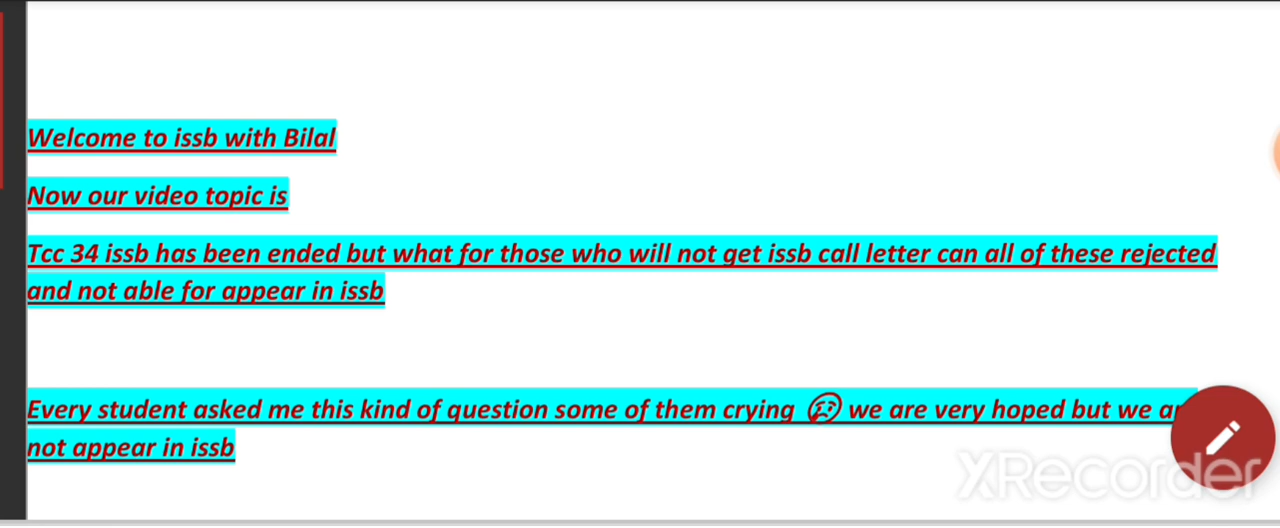 Welcome to issb with Bilal
Now our video topic is
Tcc 34 issb has been ended but what for those who will not get issb call letter can all of these rejected
and not able for appear in issb
Every student asked me this kind of question some of them crying 😢 we are very hoped but we
not appear in issb
XRecorder